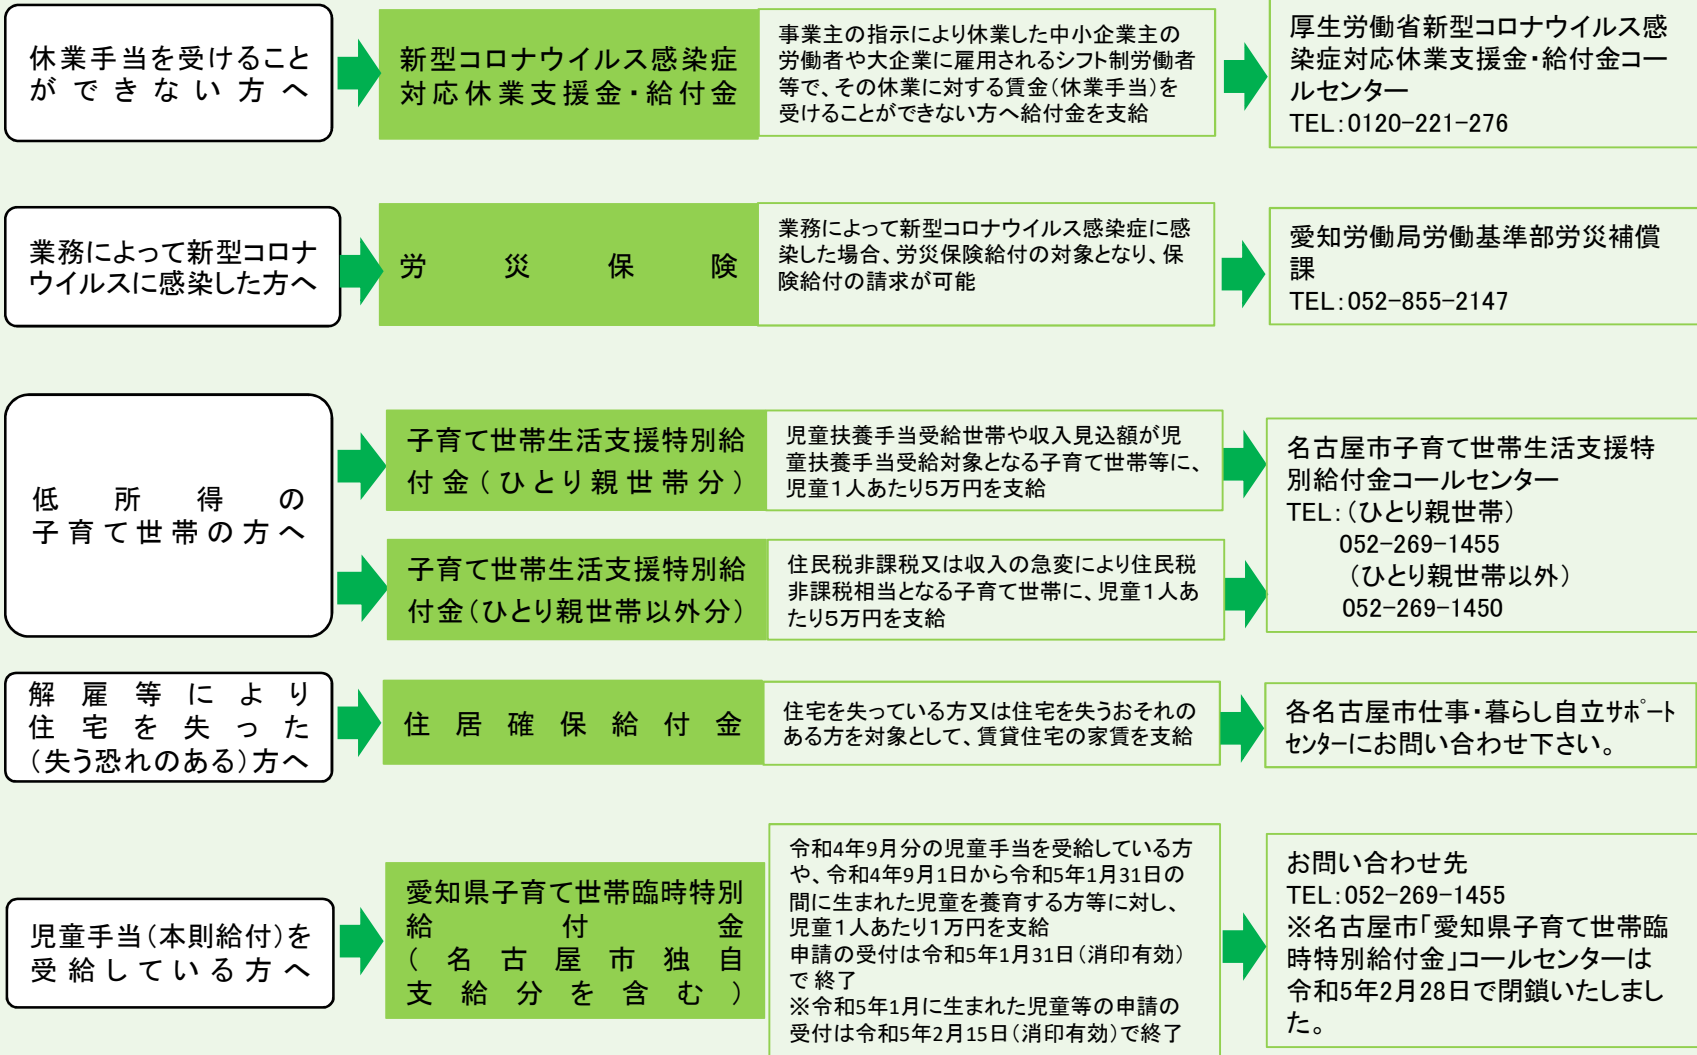 休業手当を受けること
ができない方へ
新型コロナウイルス感染症
対応休業支援金・給付金
事業主の指示により休業した中小企業主の
労働者や大企業に雇用されるシフト制労働者
等で、その休業に対する賃金（休業手当）を
受けることができない方へ給付金を支給
厚生労働省新型コロナウイルス感
染症対応休業支援金・給付金コー
ルセンター
TEL：0120-221-276
業務によって新型コロナ
ウイルスに感染した方へ
労災保険
業務によって新型コロナウイルス感染症に感
染した場合、労災保険給付の対象となり、保
険給付の請求が可能
愛知労働局労働基準部労災補償
課
TEL：052-855-2147
低所得の
子育て世帯の方へ
子育て世帯生活支援特別給
付金（ひとり親世帯分）
児童扶養手当受給世帯や収入見込額が児
童扶養手当受給対象となる子育て世帯等に、
児童１人あたり５万円を支給
子育て世帯生活支援特別給
付金（ひとり親世帯以外分）
住民税非課税又は収入の急変により住民税
非課税相当となる子育て世帯に、児童１人あ
たり５万円を支給
名古屋市子育て世帯生活支援特
別給付金コールセンター
TEL：（ひとり親世帯）
052-269-1455
（ひとり親世帯以外）
052-269-1450
解雇等により
住宅を失った
（失う恐れのある）方へ
住居確保給付金
住宅を失っている方又は住宅を失うおそれの
ある方を対象として、賃貸住宅の家賃を支給
各名古屋市仕事・暮らし自立ｻﾎﾟｰﾄ
ｾﾝﾀｰにお問い合わせ下さい。
児童手当（本則給付）を
受給している方へ
愛知県子育て世帯臨時特別
給付金
（名古屋市独自
支給分を含む）
令和4年9月分の児童手当を受給している方
や、令和4年9月1日から令和5年1月31日の
間に生まれた児童を養育する方等に対し、
児童１人あたり１万円を支給
申請の受付は令和5年1月31日（消印有効）
で 終了
※令和5年1月に生まれた児童等の申請の
受付は令和5年2月15日（消印有効）で終了
お問い合わせ先
TEL：052-269-1455
※名古屋市「愛知県子育て世帯臨
時特別給付金」コールセンターは
令和5年2月28日で閉鎖いたしまし
た。